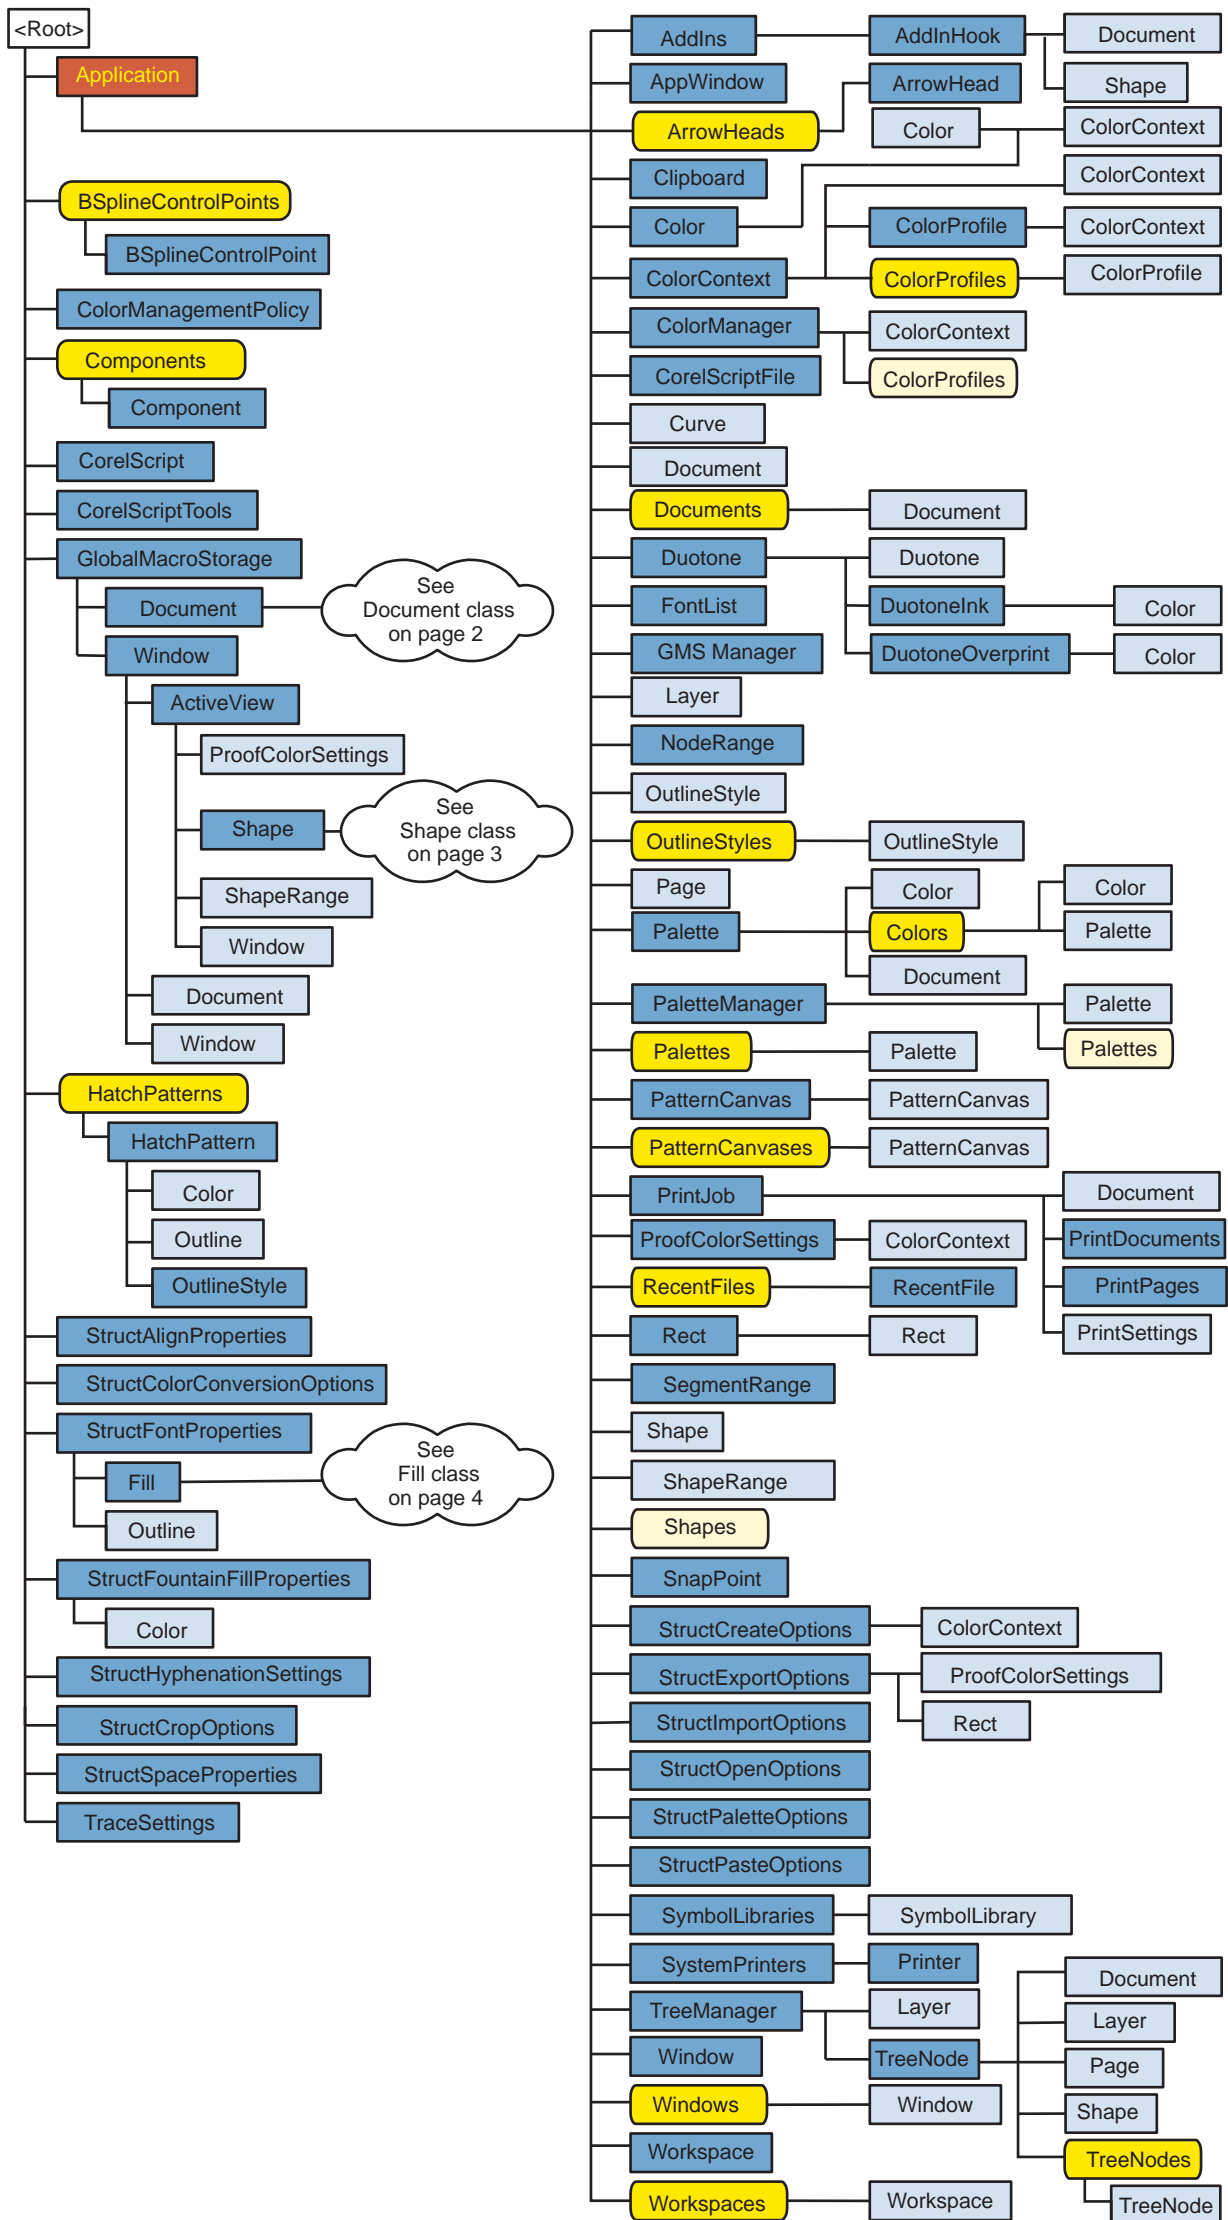 <Root>
Application
BSplineControlPoints
BSplineControlPoint
ColorManagementPolicy
Components
Component
CorelScript
CorelScriptTools
GlobalMacroStorage
Document
See
Document class
on page 2
Window
ActiveView
ProofColorSettings
Shape
See
Shape class
on page 3
ShapeRange
Window
Document
Window
HatchPatterns
HatchPattern
Color
Outline
OutlineStyle
StructAlignProperties
StructColorConversionOptions
StructFontProperties
Fill
See
Fill class
on page 4
Outline
StructFountainFillProperties
Color
StructHyphenationSettings
StructCropOptions
StructSpaceProperties
TraceSettings
AddIns
AddInHook
Document
Shape
AppWindow
ArrowHeads
ArrowHead
Clipboard
Color
Color
ColorContext
ColorContext
ColorContext
ColorProfile
ColorContext
ColorProfiles
ColorProfile
ColorManager
ColorContext
ColorProfiles
CorelScriptFile
Curve
Document
Documents
Document
Duotone
Duotone
DuotoneInk
Color
DuotoneOverprint
Color
FontList
GMS Manager
Layer
NodeRange
OutlineStyle
OutlineStyles
OutlineStyle
Page
Palette
Color
Colors
Color
Palette
Document
PaletteManager
Palette
Palettes
Palettes
Palette
PatternCanvas
PatternCanvas
PatternCanvases
PatternCanvas
PrintJob
Document
PrintDocuments
PrintPages
PrintSettings
ProofColorSettings
ColorContext
RecentFiles
RecentFile
Rect
Rect
SegmentRange
Shape
ShapeRange
Shapes
SnapPoint
StructCreateOptions
ColorContext
StructExportOptions
ProofColorSettings
Rect
StructImportOptions
StructOpenOptions
StructPaletteOptions
StructPasteOptions
SymbolLibraries
SymbolLibrary
SystemPrinters
Printer
TreeManager
Layer
TreeNode
Document
Layer
Page
Shape
TreeNodes
TreeNode
Window
Windows
Window
Workspace
Workspaces
Workspace